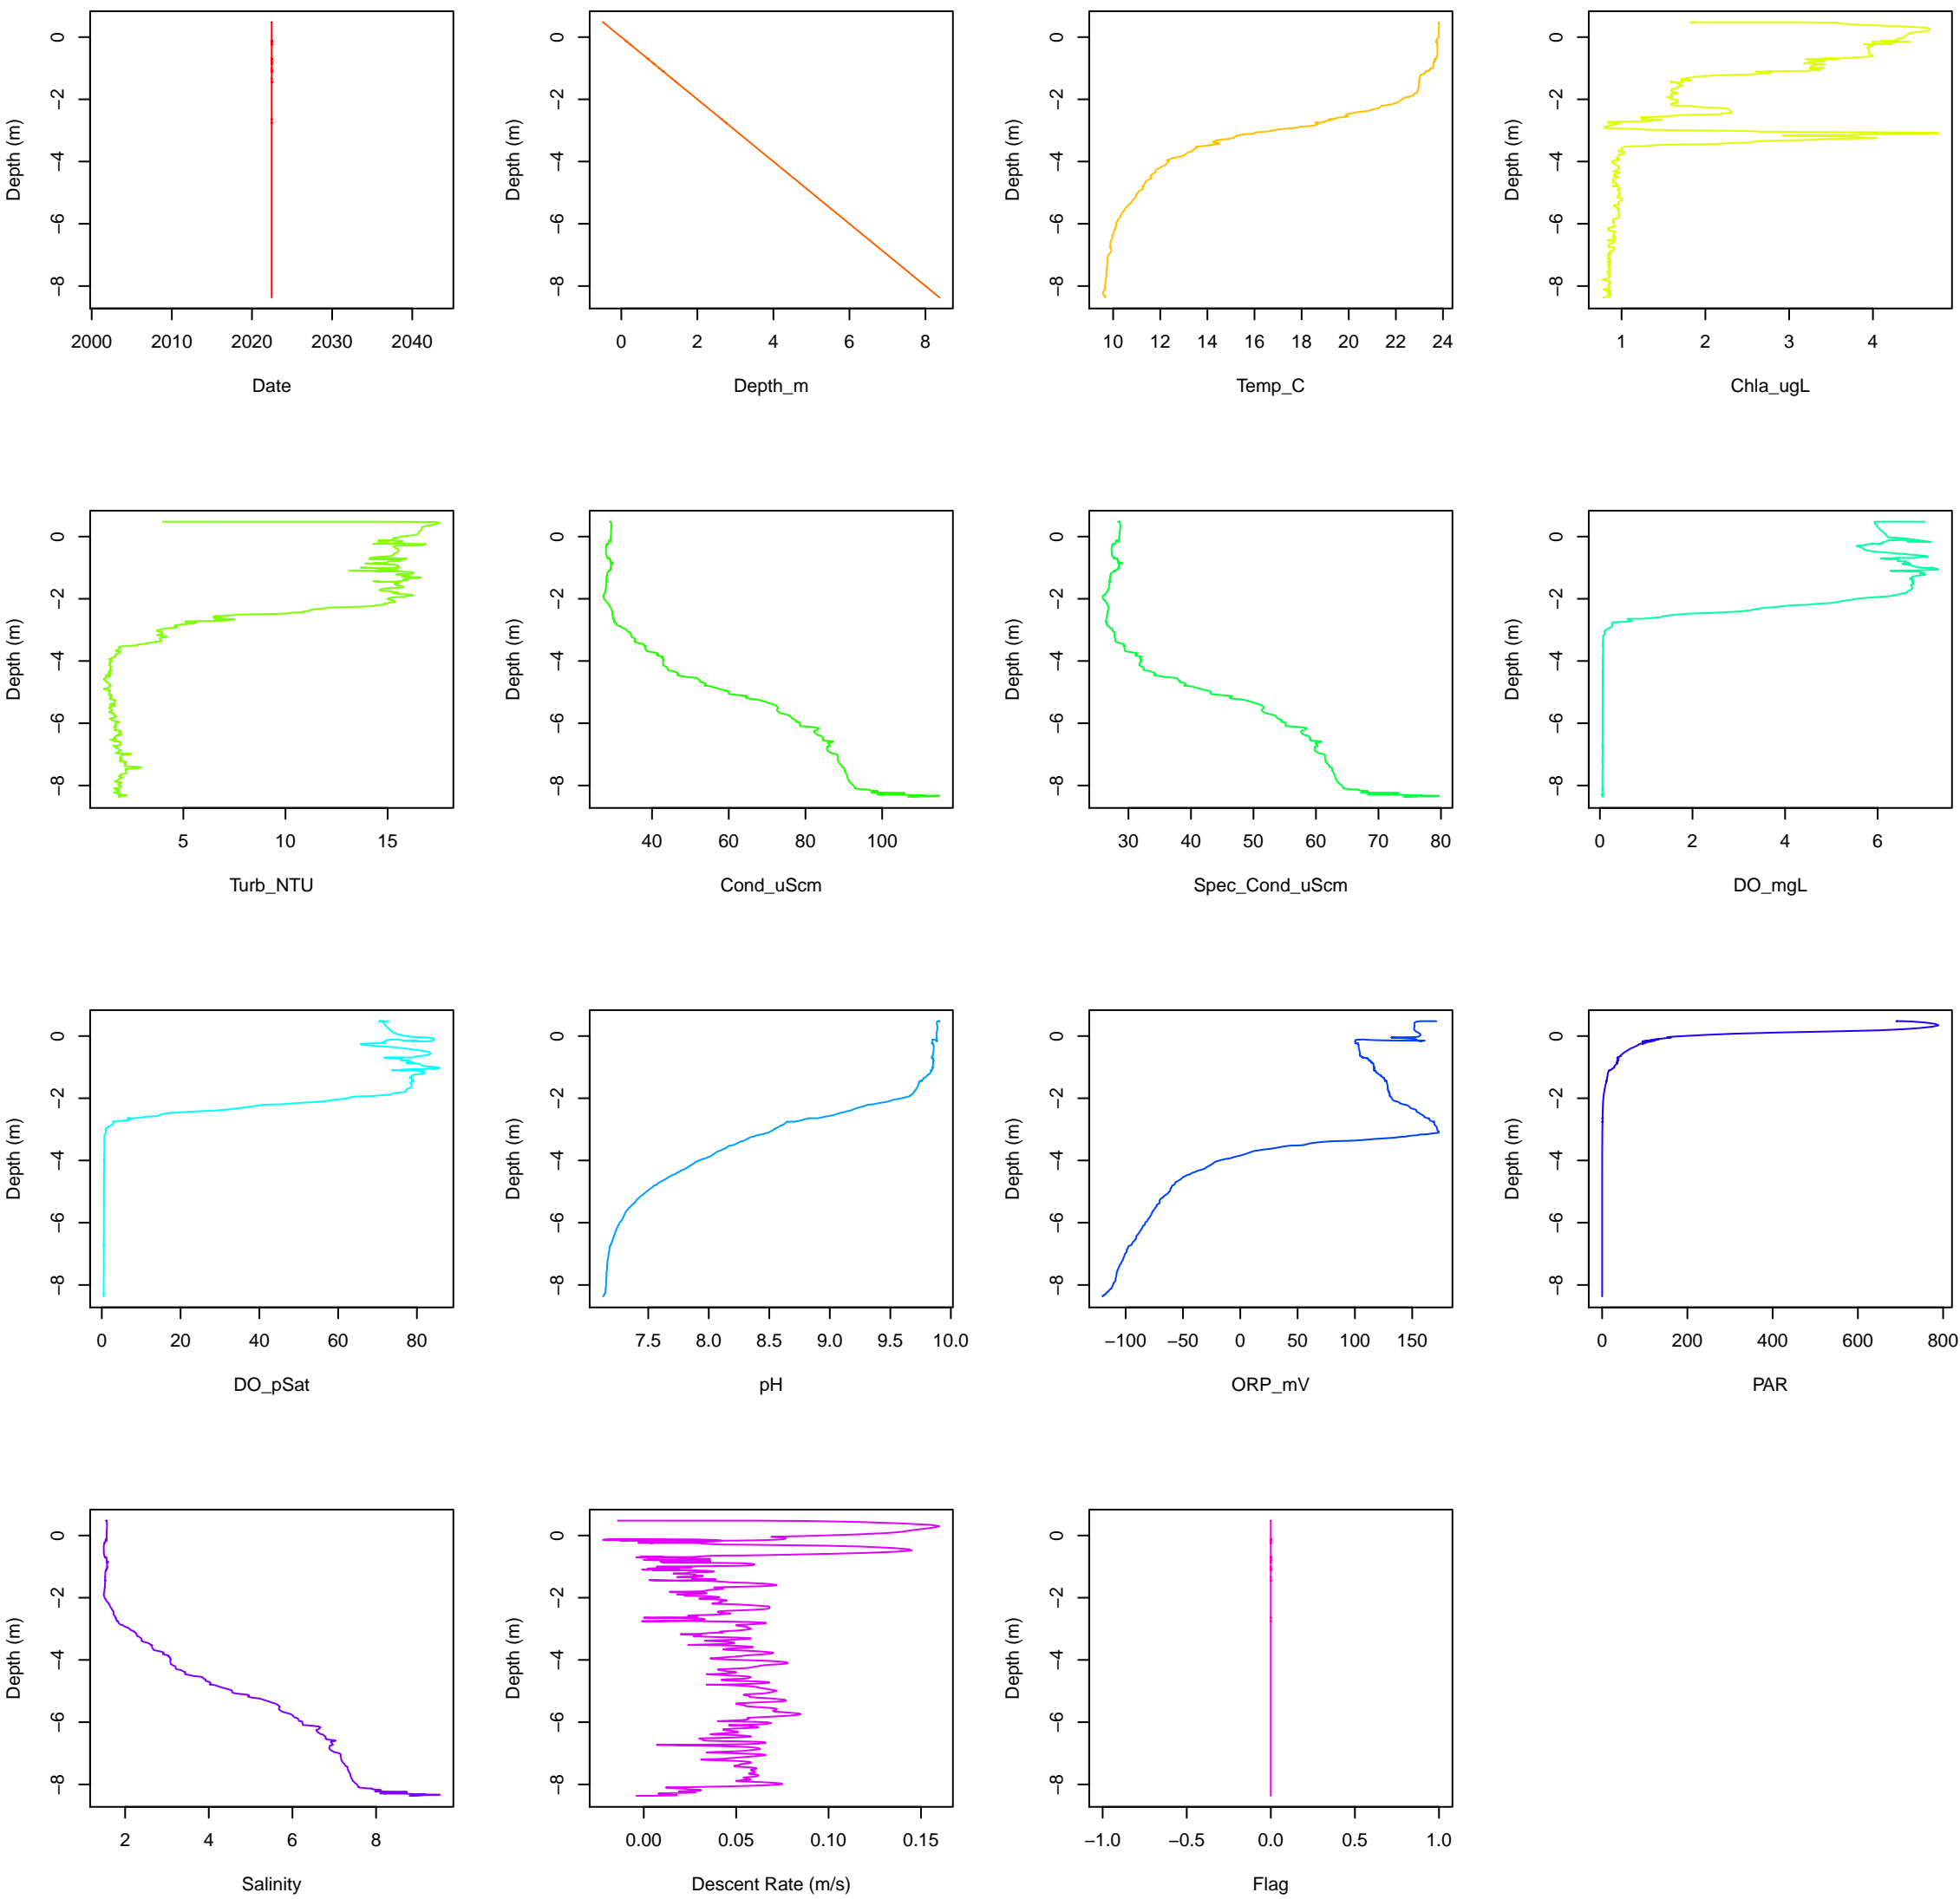 Depth (m)
0
−2
−4
−6
−8
2000 2010 2020 2030 2040
Date
Depth (m)
0
−2
−4
−6
−8
0 2 4 6 8
Depth_m
Depth (m)
0
−2
−4
−6
−8
10 12 14 16 18 20 22 24
Temp_C
Depth (m)
0
−2
−4
−6
−8
1 2 3 4
Chla_ugL
Depth (m)
0
−2
−4
−6
−8
5 10 15
Turb_NTU
Depth (m)
0
−2
−4
−6
−8
40 60 80 100
Cond_uScm
Depth (m)
0
−2
−4
−6
−8
30 40 50 60 70 80
Spec_Cond_uScm
Depth (m)
0
−2
−4
−6
−8
0 2 4 6
DO_mgL
Depth (m)
0
−2
−4
−6
−8
0 20 40 60 80
DO_pSat
Depth (m)
0
−2
−4
−6
−8
7.5 8.0 8.5 9.0 9.5 10.0
pH
Depth (m)
0
−2
−4
−6
−8
−100 −50 0 50 100 150
ORP_mV
Depth (m)
0
−2
−4
−6
−8
0 200 400 600 800
PAR
Depth (m)
0
−2
−4
−6
−8
2 4 6 8
Salinity
Depth (m)
0
−2
−4
−6
−8
0.00 0.05 0.10 0.15
Descent Rate (m/s)
Depth (m)
0
−2
−4
−6
−8
−1.0 −0.5 0.0 0.5 1.0
Flag